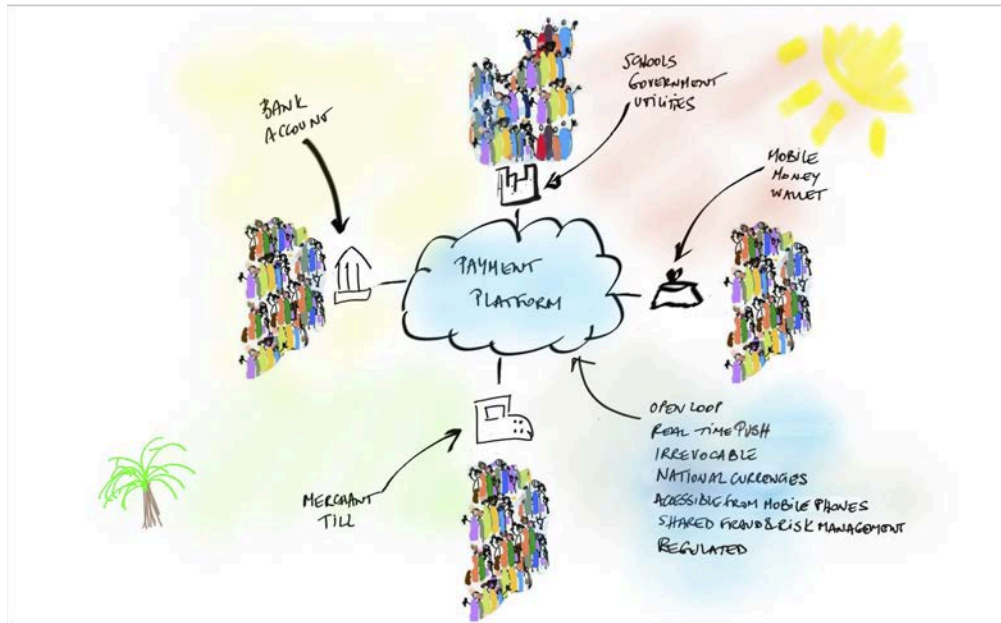 SCHOOLS
GOVERNMENT
UTILITIES
BANK
ACCOUNT
MOBILE
MONEY
WALLET
PAYMENT
PLATFORM
OPEN LOOP
REAL TIME PUSH
IRREVOCABLE
NATIONAL CURRENCIES
ACCESSIBLE FROM MOBILE PHONES
SHARED FRAUD & RISK MANAGEMENT
REGULATED
MERCHANT
TILL